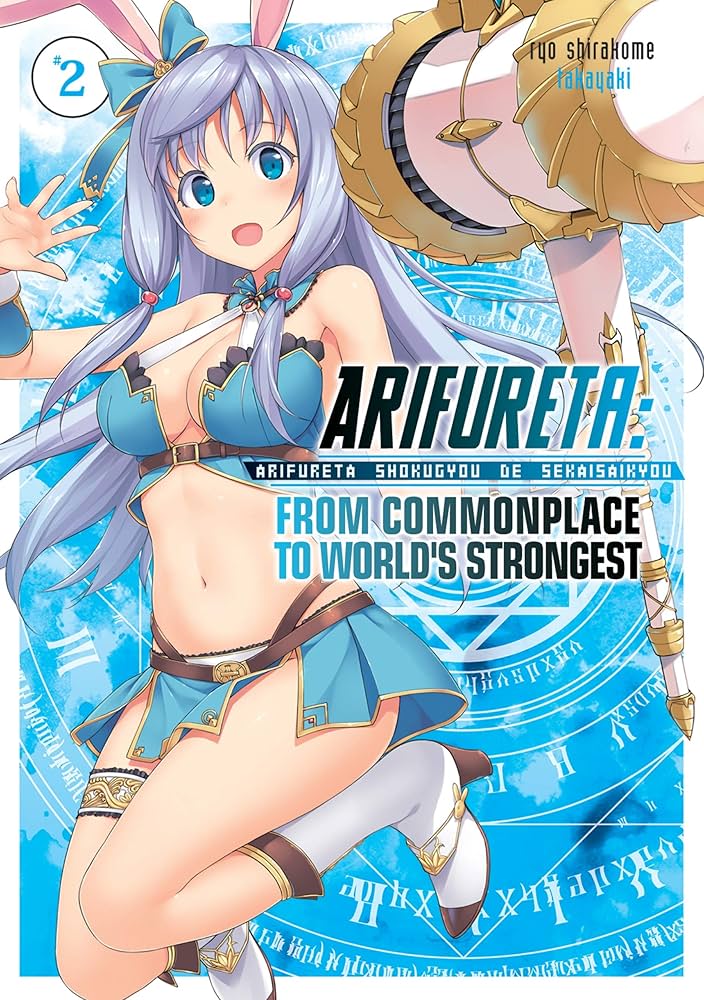 #2
ryo shirakome
takayaki
ARIFURETA:
ARIFURETA SHOKUGYOU DE SEKAISAIKYOU
FROM COMMONPLACE
TO WORLD'S STRONGEST